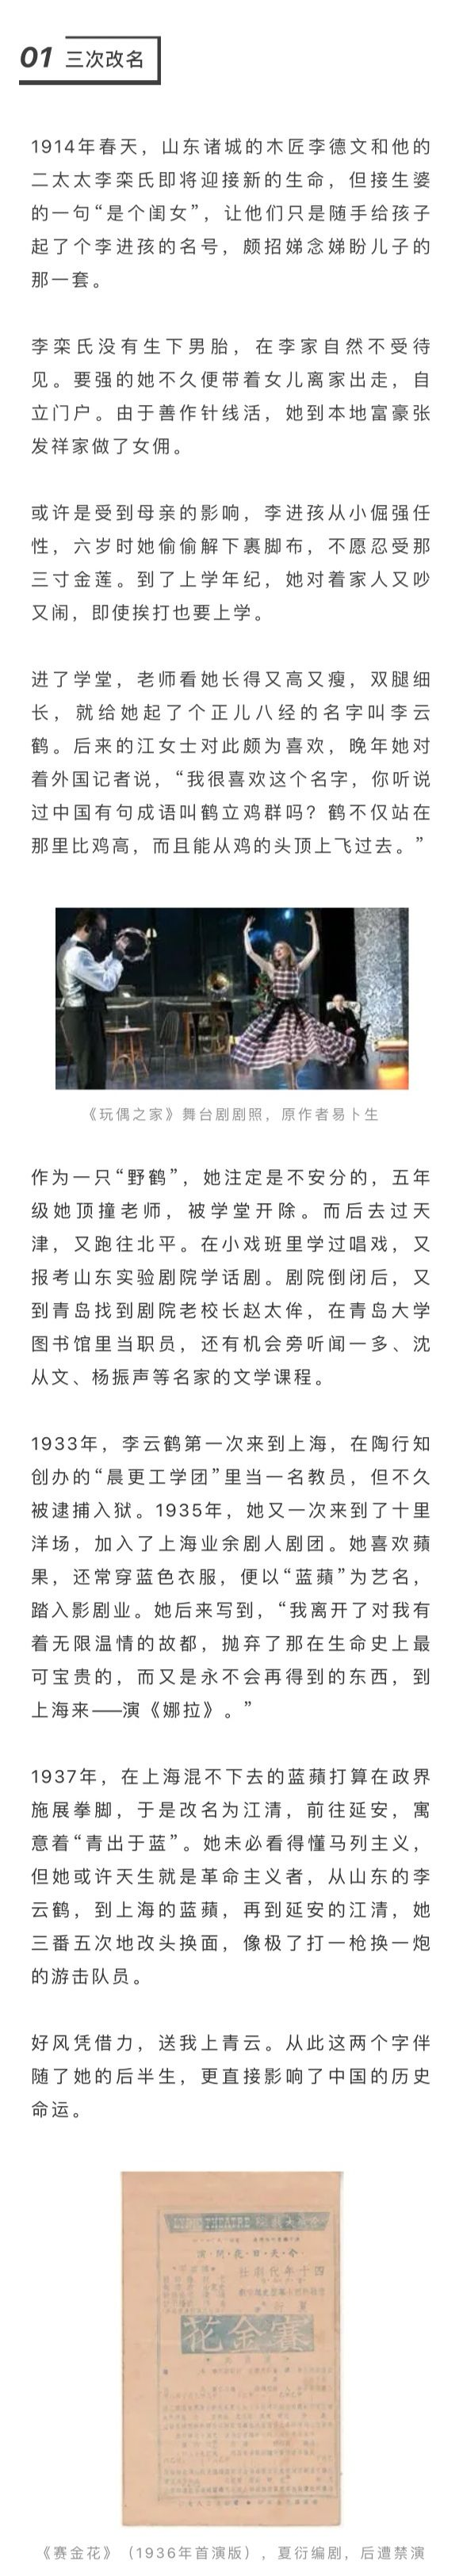 01 三次改名
1914年春天，山东诸城的木匠李德文和他的
二太太李栾氏即将迎接新的生命，但接生婆
的一句“是个闺女”，让他们只是随手给孩子
起了个李进孩的名号，颇招娣念娣盼儿子的
那一套。
李栾氏没有生下男胎，在李家自然不受待
见。要强的她不久便带着女儿离家出走，自
立门户。由于善作针线活，她到本地富豪张
发祥家做了女佣。
或许是受到母亲的影响，李进孩从小倔强任
性，六岁时她偷偷解下裹脚布，不愿忍受那
三寸金莲。到了上学年纪，她对着家人又吵
又闹，即使挨打也要上学。
进了学堂，老师看她长得又高又瘦，双腿细
长，就给她起了个正儿八经的名字叫李云
鹤。后来的江女士对此颇为喜欢，晚年她对
着外国记者说，“我很喜欢这个名字，你听说
过中国有句成语叫鹤立鸡群吗？鹤不仅站在
那里比鸡高，而且能从鸡的头顶上飞过去。”
《玩偶之家》舞台剧剧照，原作者易卜生
作为一只“野鹤”，她注定是不安分的，五年
级她顶撞老师，被学堂开除。而后去过天
津，又跑往北平。在小戏班里学过唱戏，又
报考山东实验剧院学话剧。剧院倒闭后，又
到青岛找到剧院老校长赵太侔，在青岛大学
图书馆里当职员，还有机会旁听闻一多、沈
从文、杨振声等名家的文学课程。
1933年，李云鹤第一次来到上海，在陶行知
创办的“晨更工学团”里当一名教员，但不久
被逮捕入狱。1935年，她又一次来到了十里
洋场，加入了上海业余剧人剧团。她喜欢蘋
果，还常穿蓝色衣服，便以“蓝蘋”为艺名，
踏入影剧业。她后来写到，“我离开了对我有
着无限温情的故都，抛弃了那在生命史上最
可宝贵的，而又是永不会再得到的东西，到
上海来——演《娜拉》。”
1937年，在上海混不下去的蓝蘋打算在政界
施展拳脚，于是改名为江清，前往延安，寓
意着“青出于蓝”。她未必看得懂马列主义，
但她或许天生就是革命主义者，从山东的李
云鹤，到上海的蓝蘋，再到延安的江清，她
三番五次地改头换面，像极了打一枪换一炮
的游击队员。
好风凭借力，送我上青云。从此这两个字伴
随了她的后半生，更直接影响了中国的历史
命运。
LYRIC THEATRE
四十年代劇社
花金賽
《赛金花》（1936年首演版），夏衍编剧，后遭禁演